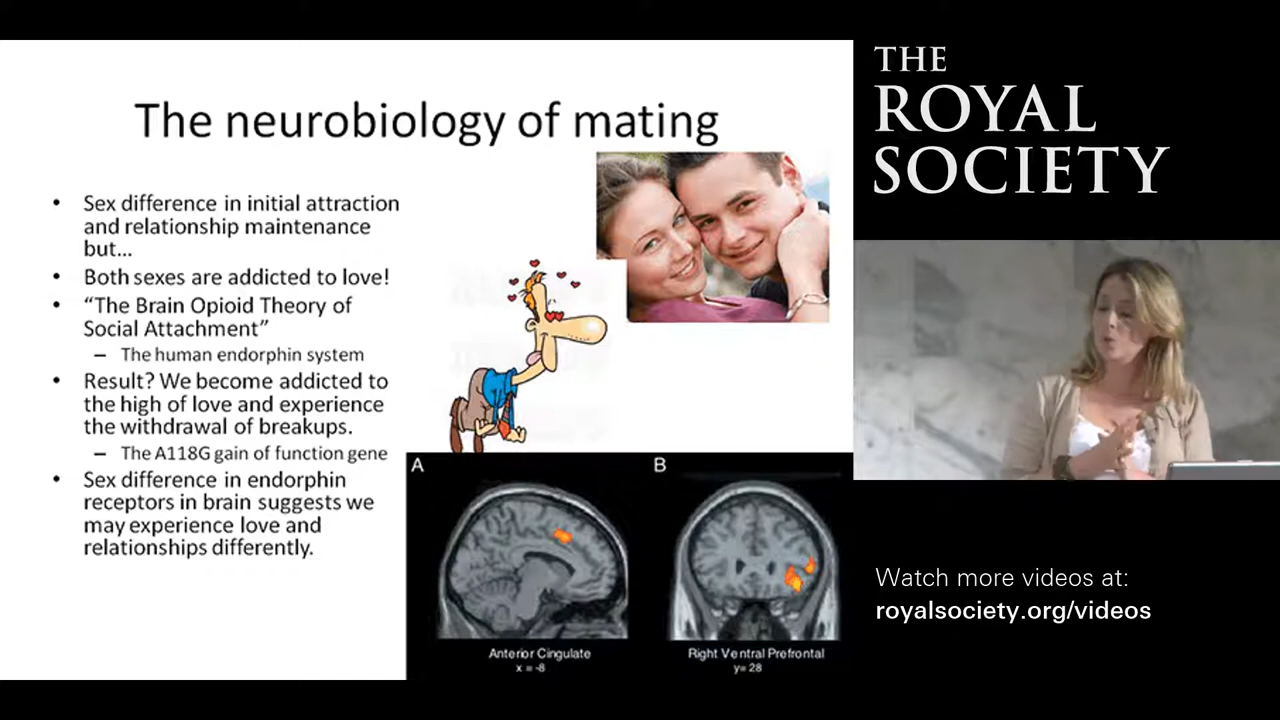 The neurobiology of mating
• Sex difference in initial attraction
and relationship maintenance
but...
• Both sexes are addicted to love!
• “The Brain Opioid Theory of
Social Attachment”
– The human endorphin system
• Result? We become addicted to
the high of love and experience
the withdrawal of breakups.
– The A118G gain of function gene
• Sex difference in endorphin
receptors in brain suggests we
may experience love and
relationships differently.
A
B
Anterior Cingulate
x = -8
Right Ventral Prefrontal
y= 28
THE
ROYAL
SOCIETY
Watch more videos at:
royalsociety.org/videos